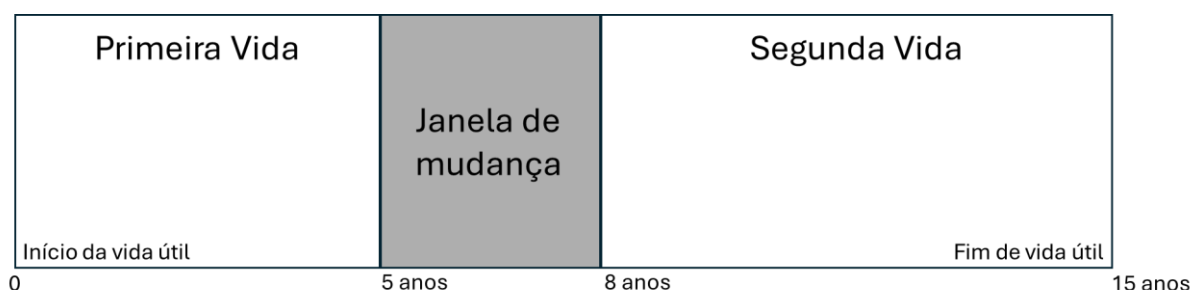 Primeira Vida
Janela de
mudança
Segunda Vida
Início da vida útil
Fim de vida útil
0
5 anos
8 anos
15 anos